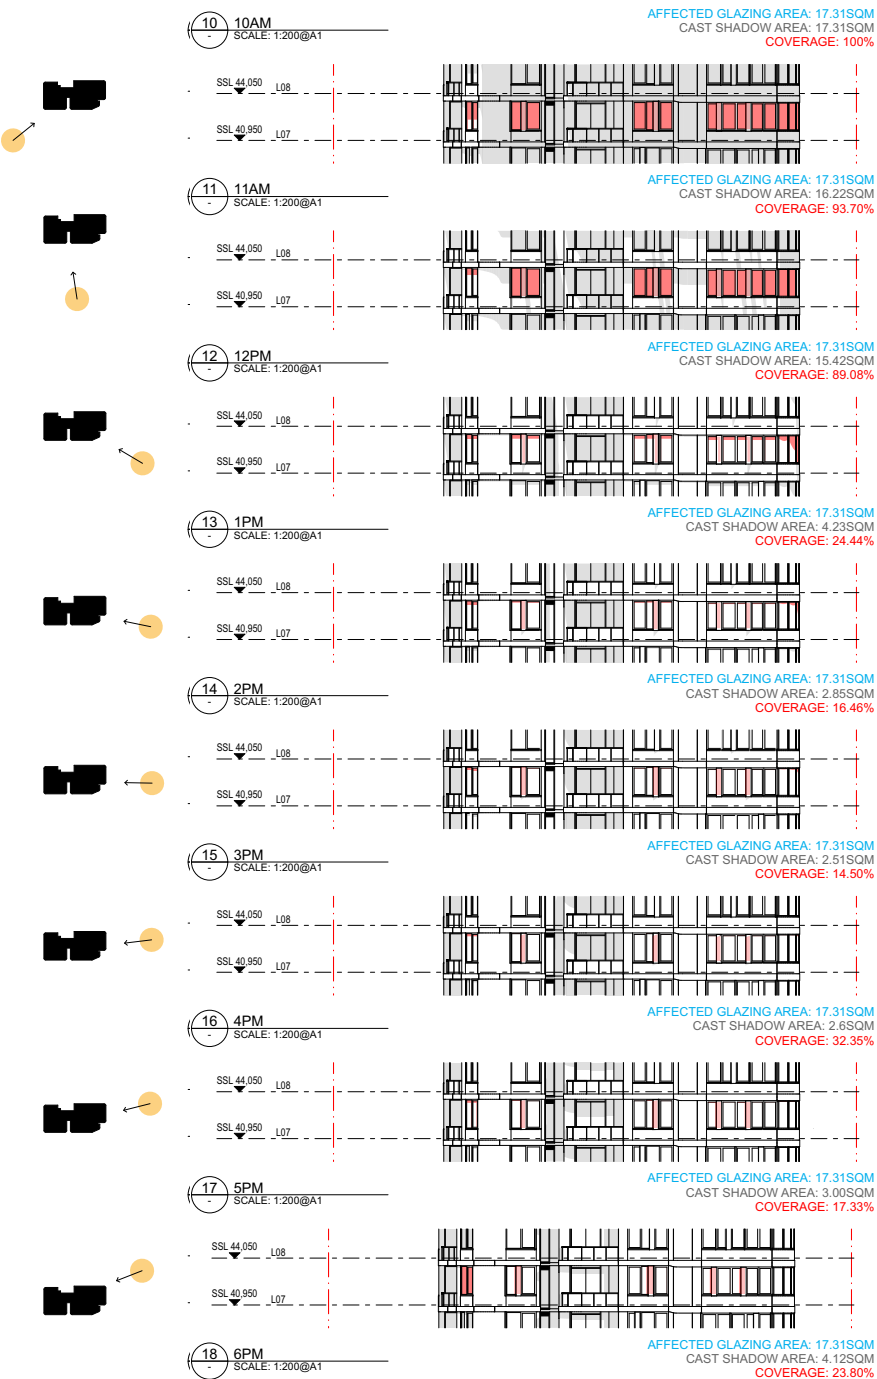 10 10AM
- SCALE: 1:200@A1
AFFECTED GLAZING AREA: 17.31SQM
CAST SHADOW AREA: 17.31SQM
COVERAGE: 100%
SSL 44,050 L08
SSL 40,950 L07
11 11AM
- SCALE: 1:200@A1
AFFECTED GLAZING AREA: 17.31SQM
CAST SHADOW AREA: 16.22SQM
COVERAGE: 93.70%
SSL 44,050 L08
SSL 40,950 L07
12 12PM
- SCALE: 1:200@A1
AFFECTED GLAZING AREA: 17.31SQM
CAST SHADOW AREA: 15.42SQM
COVERAGE: 89.08%
SSL 44,050 L08
SSL 40,950 L07
13 1PM
- SCALE: 1:200@A1
AFFECTED GLAZING AREA: 17.31SQM
CAST SHADOW AREA: 4.23SQM
COVERAGE: 24.44%
SSL 44,050 L08
SSL 40,950 L07
14 2PM
- SCALE: 1:200@A1
AFFECTED GLAZING AREA: 17.31SQM
CAST SHADOW AREA: 2.85SQM
COVERAGE: 16.46%
SSL 44,050 L08
SSL 40,950 L07
15 3PM
- SCALE: 1:200@A1
AFFECTED GLAZING AREA: 17.31SQM
CAST SHADOW AREA: 2.51SQM
COVERAGE: 14.50%
SSL 44,050 L08
SSL 40,950 L07
16 4PM
- SCALE: 1:200@A1
AFFECTED GLAZING AREA: 17.31SQM
CAST SHADOW AREA: 2.6SQM
COVERAGE: 32.35%
SSL 44,050 L08
SSL 40,950 L07
17 5PM
- SCALE: 1:200@A1
AFFECTED GLAZING AREA: 17.31SQM
CAST SHADOW AREA: 3.00SQM
COVERAGE: 17.33%
SSL 44,050 L08
SSL 40,950 L07
18 6PM
- SCALE: 1:200@A1
AFFECTED GLAZING AREA: 17.31SQM
CAST SHADOW AREA: 4.12SQM
COVERAGE: 23.80%